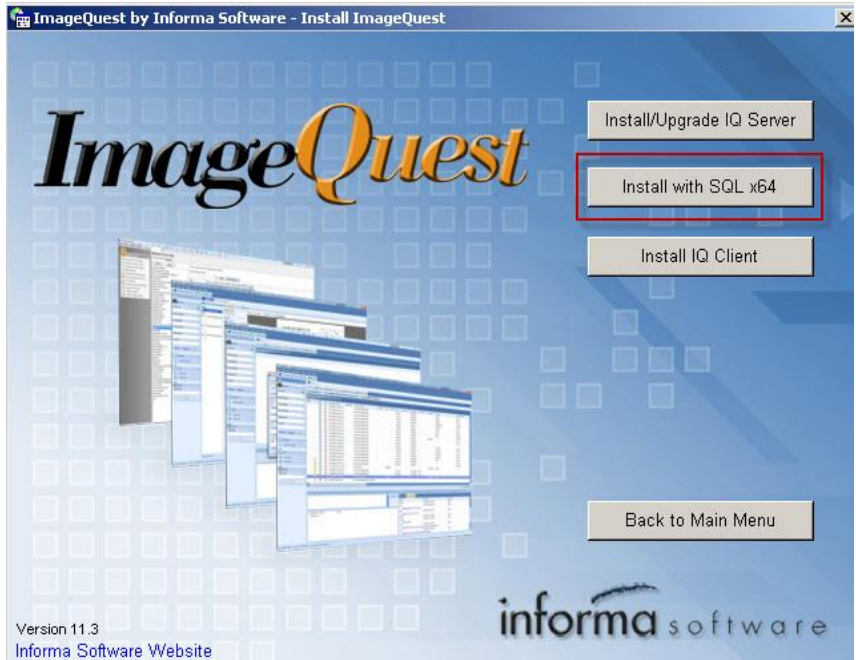 ImageQuest by Informa Software - Install ImageQuest
ImageQuest
Install/Upgrade IQ Server
Install with SQL x64
Install IQ Client
Back to Main Menu
informa software
Version 11.3
Informa Software Website